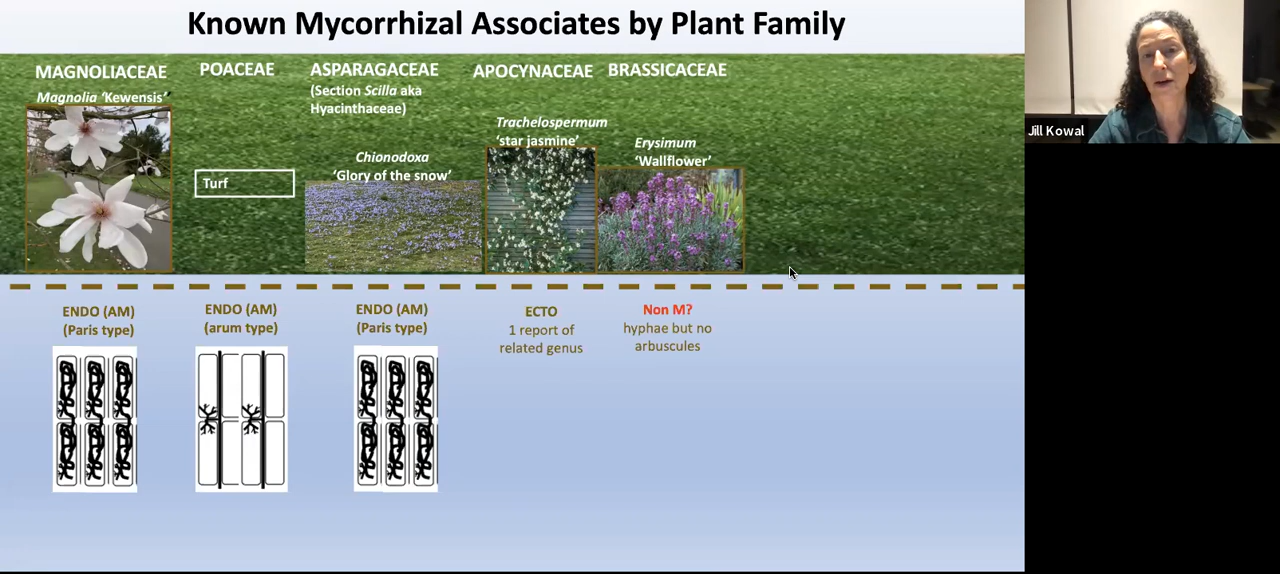 Known Mycorrhizal Associates by Plant Family
MAGNOLIACEAE
Magnolia 'Kewensis'
POACEAE
Turf
ASPARAGACEAE
(Section Scilla aka
Hyacinthaceae)
Chionodoxa
'Glory of the snow'
APOCYNACEAE
Trachelospermum
'star jasmine'
BRASSICACEAE
Erysimum
'Wallflower'
ENDO (AM)
(Paris type)
ENDO (AM)
(arum type)
ENDO (AM)
(Paris type)
ECTO
1 report of
related genus
Non M?
hyphae but no
arbuscules
Jill Kowal